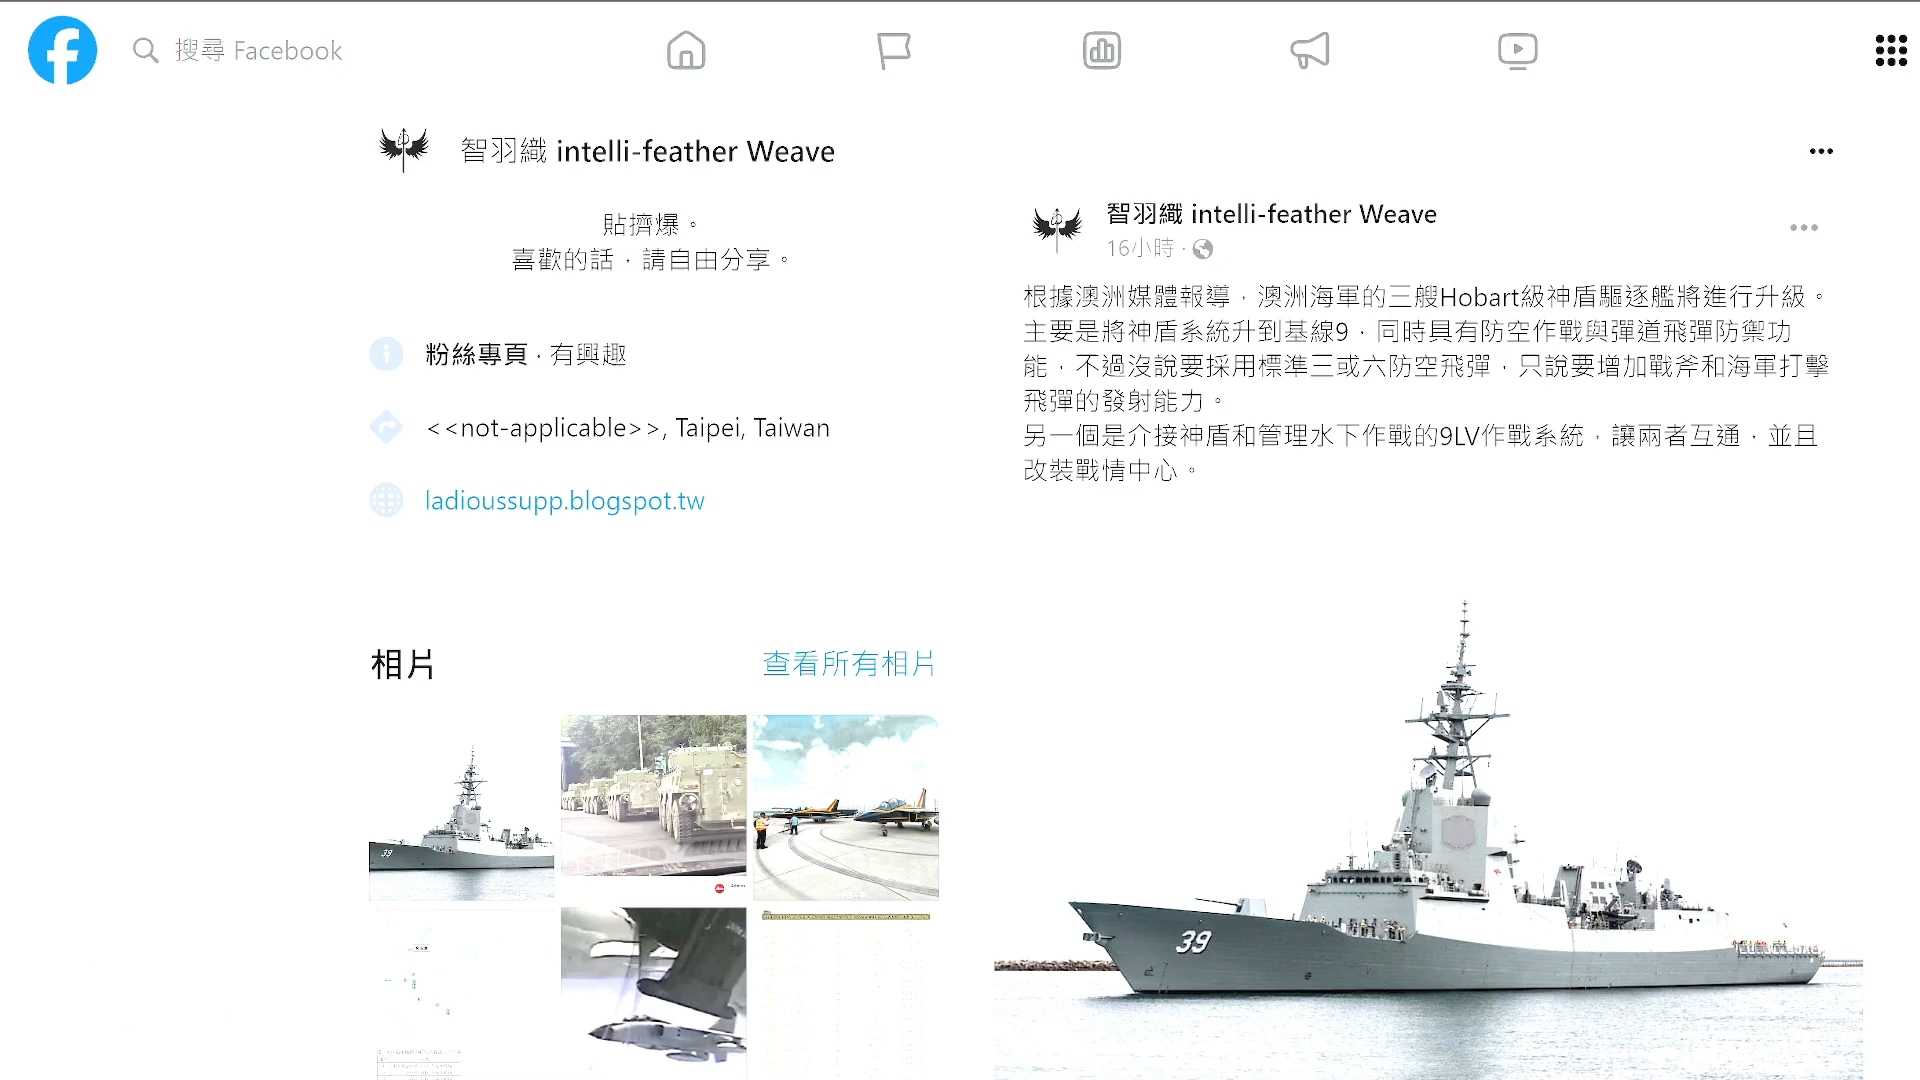 搜尋 Facebook
智羽織 intelli-feather Weave
貼擠爆。
喜歡的話，請自由分享。
粉絲專頁 · 有興趣
<<not-applicable>>, Taipei, Taiwan
ladioussupp.blogspot.tw
相片
查看所有相片
39
智羽織 intelli-feather Weave
16小時 ·
根據澳洲媒體報導，澳洲海軍的三艘Hobart級神盾驅逐艦將進行升級。
主要是將神盾系統升到基線9，同時具有防空作戰與彈道飛彈防禦功
能，不過沒說要採用標準三或六防空飛彈，只說要增加戰斧和海軍打擊
飛彈的發射能力。
另一個是介接神盾和管理水下作戰的9LV作戰系統，讓兩者互通，並且
改裝戰情中心。
39